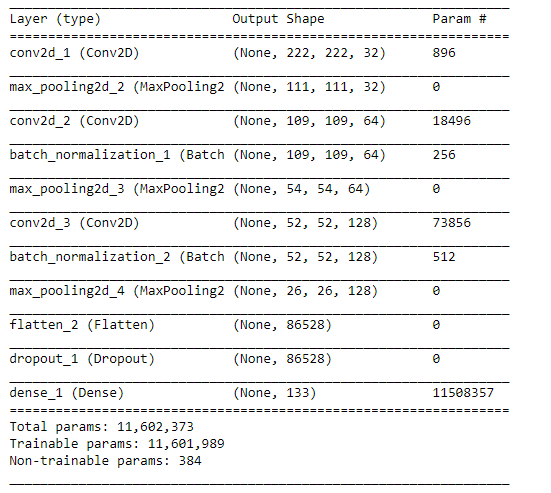 Layer (type) Output Shape Param #
conv2d_1 (Conv2D) (None, 222, 222, 32) 896
max_pooling2d_2 (MaxPooling2 (None, 111, 111, 32) 0
conv2d_2 (Conv2D) (None, 109, 109, 64) 18496
batch_normalization_1 (Batch (None, 109, 109, 64) 256
max_pooling2d_3 (MaxPooling2 (None, 54, 54, 64) 0
conv2d_3 (Conv2D) (None, 52, 52, 128) 73856
batch_normalization_2 (Batch (None, 52, 52, 128) 512
max_pooling2d_4 (MaxPooling2 (None, 26, 26, 128) 0
flatten_2 (Flatten) (None, 86528) 0
dropout_1 (Dropout) (None, 86528) 0
dense_1 (Dense) (None, 133) 11508357
Total params: 11,602,373
Trainable params: 11,601,989
Non-trainable params: 384